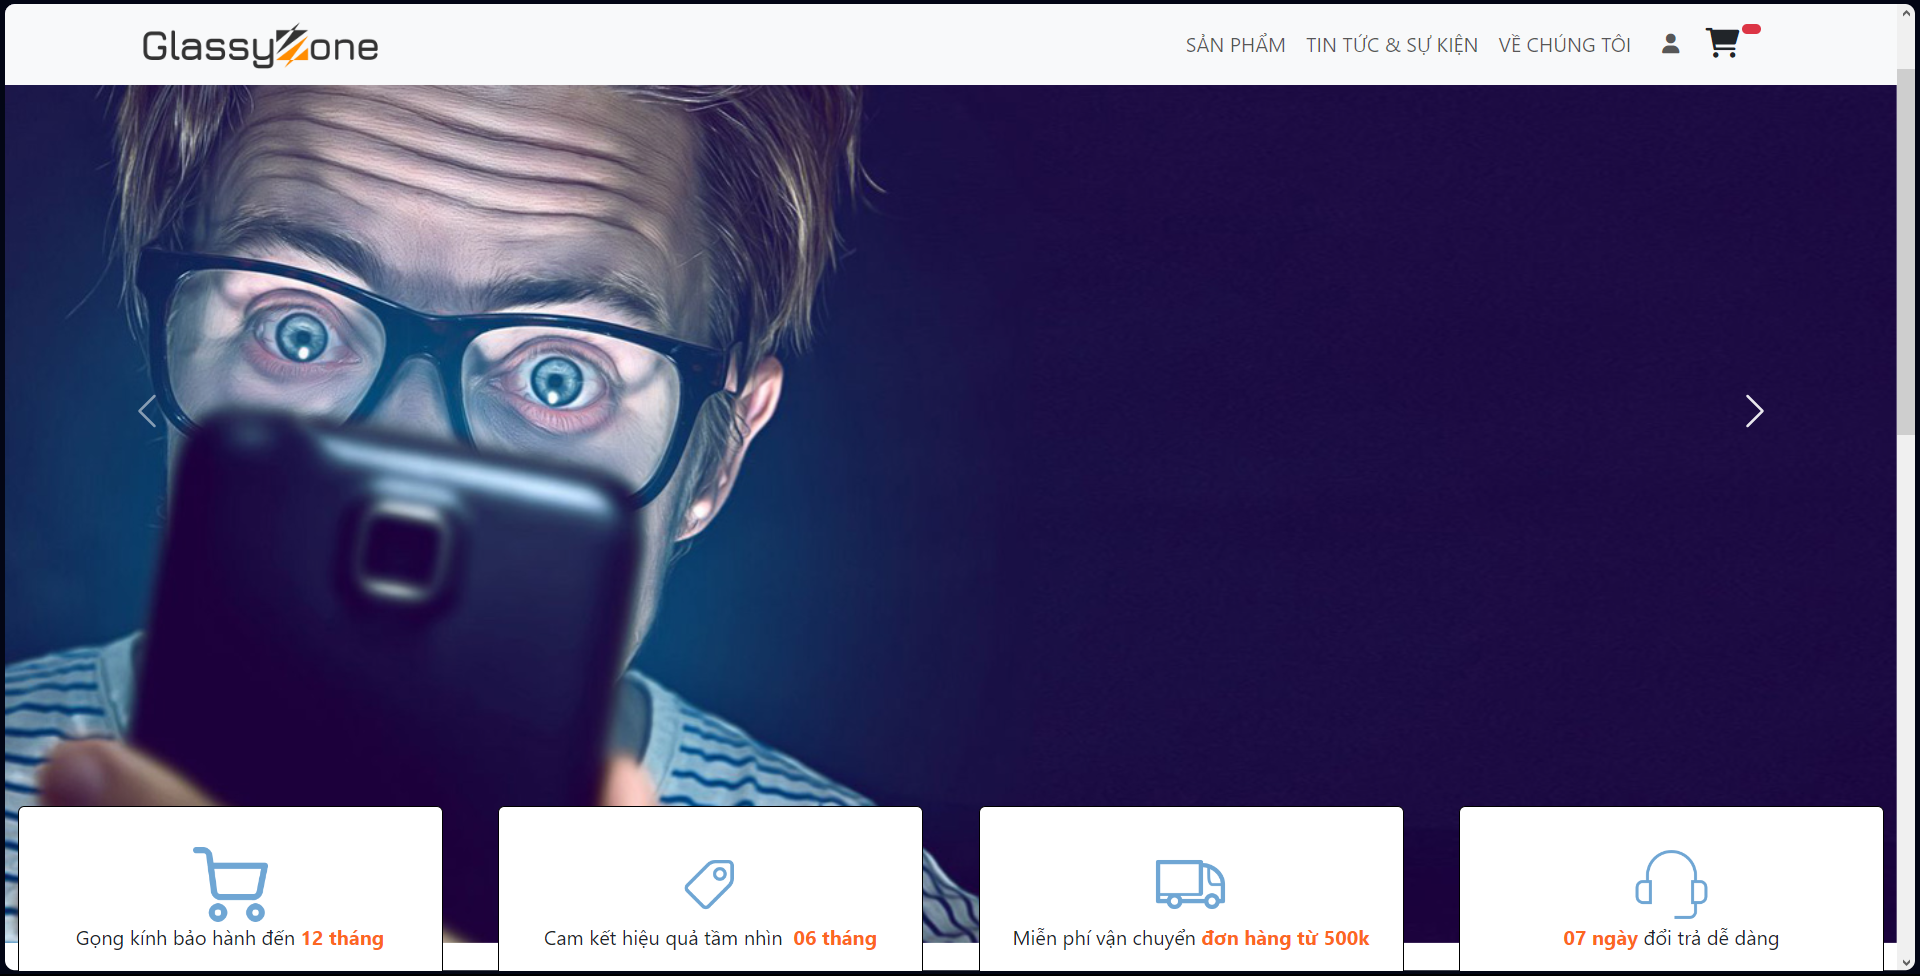 GlassyZone
SẢN PHẨM TIN TỨC & SỰ KIỆN VỀ CHÚNG TÔI
Gọng kính bảo hành đến 12 tháng
Cam kết hiệu quả tầm nhìn 06 tháng
Miễn phí vận chuyển đơn hàng từ 500k
07 ngày đổi trả dễ dàng